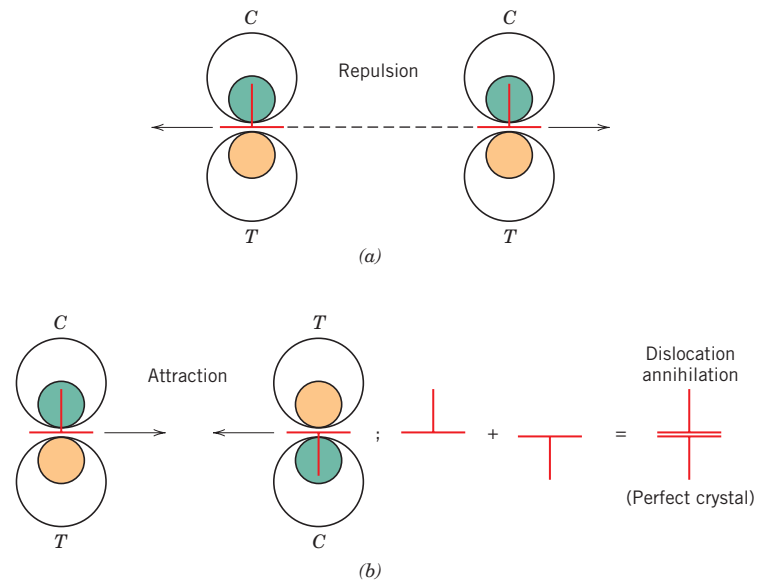 C
C
Repulsion
T
T
(a)
C
T
Attraction
Dislocation
annihilation
; + =
T
C
(Perfect crystal)
(b)